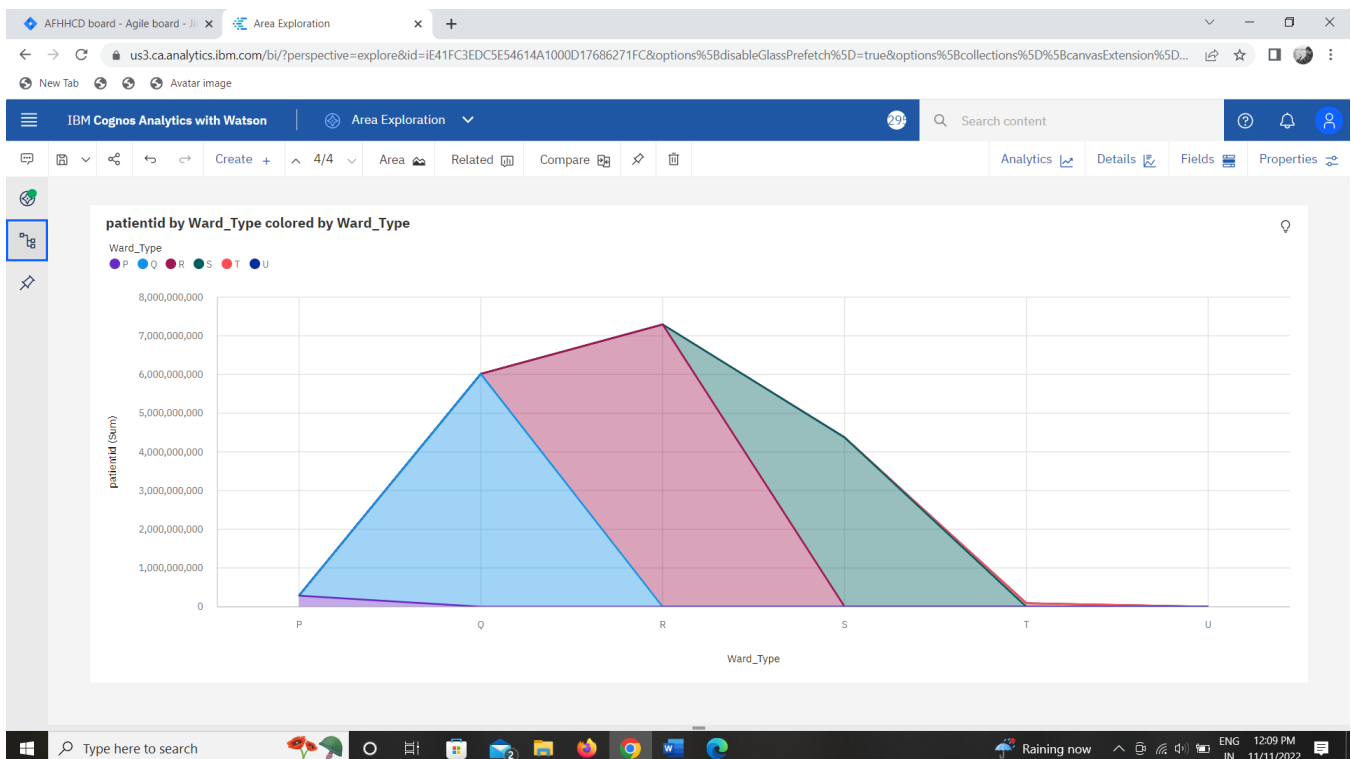 AFHHCD board - Agile board - Ji
Area Exploration
us3.ca.analytics.ibm.com/bi/?perspective=explore&id=iE41FC3EDC5E54614A1000D17686271FC&options%5BdisableGlassPrefetch%5D=true&options%5Bcollections%5D%5BcanvasExtension%5D...
New Tab
Avatar image
IBM Cognos Analytics with Watson
Area Exploration
Search content
Create + 4/4 Area Related Compare
Analytics Details Fields Properties
patientid by Ward_Type colored by Ward_Type
Ward_Type
P Q R S T U
8,000,000,000
7,000,000,000
6,000,000,000
5,000,000,000
4,000,000,000
3,000,000,000
2,000,000,000
1,000,000,000
0
patientid (Sum)
P Q R S T U
Ward_Type
Type here to search
2
Raining now
ENG
IN
12:09 PM
11/11/2022